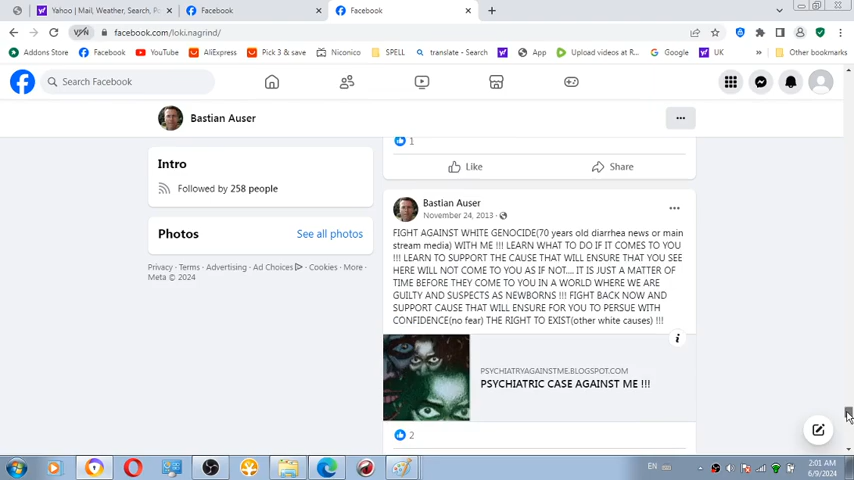 Yahoo | Mail, Weather, Search, Po
Facebook
Facebook
VPN
facebook.com/loki.nagrind/
Addons Store
Facebook
YouTube
AliExpress
Pick 3 & save
Niconico
SPELL
translate - Search
App
Upload videos at R...
Google
UK
Other bookmarks
Search Facebook
Bastian Auser
Intro
Followed by 258 people
Photos
See all photos
Privacy · Terms · Advertising · Ad Choices · Cookies · More ·
Meta © 2024
1
Like
Share
Bastian Auser
November 24, 2013 ·
FIGHT AGAINST WHITE GENOCIDE(70 years old diarrhea news or main
stream media) WITH ME !!! LEARN WHAT TO DO IF IT COMES TO YOU
!!! LEARN TO SUPPORT THE CAUSE THAT WILL ENSURE THAT YOU SEE
HERE WILL NOT COME TO YOU AS IF NOT.... IT IS JUST A MATTER OF
TIME BEFORE THEY COME TO YOU IN A WORLD WHERE WE ARE
GUILTY AND SUSPECTS AS NEWBORNS !!! FIGHT BACK NOW AND
SUPPORT CAUSE THAT WILL ENSURE FOR YOU TO PERSUE WITH
CONFIDENCE(no fear) THE RIGHT TO EXIST(other white causes) !!!
PSYCHIATRYAGAINSTME.BLOGSPOT.COM
PSYCHIATRIC CASE AGAINST ME !!!
2
EN
2:01 AM
6/9/2024